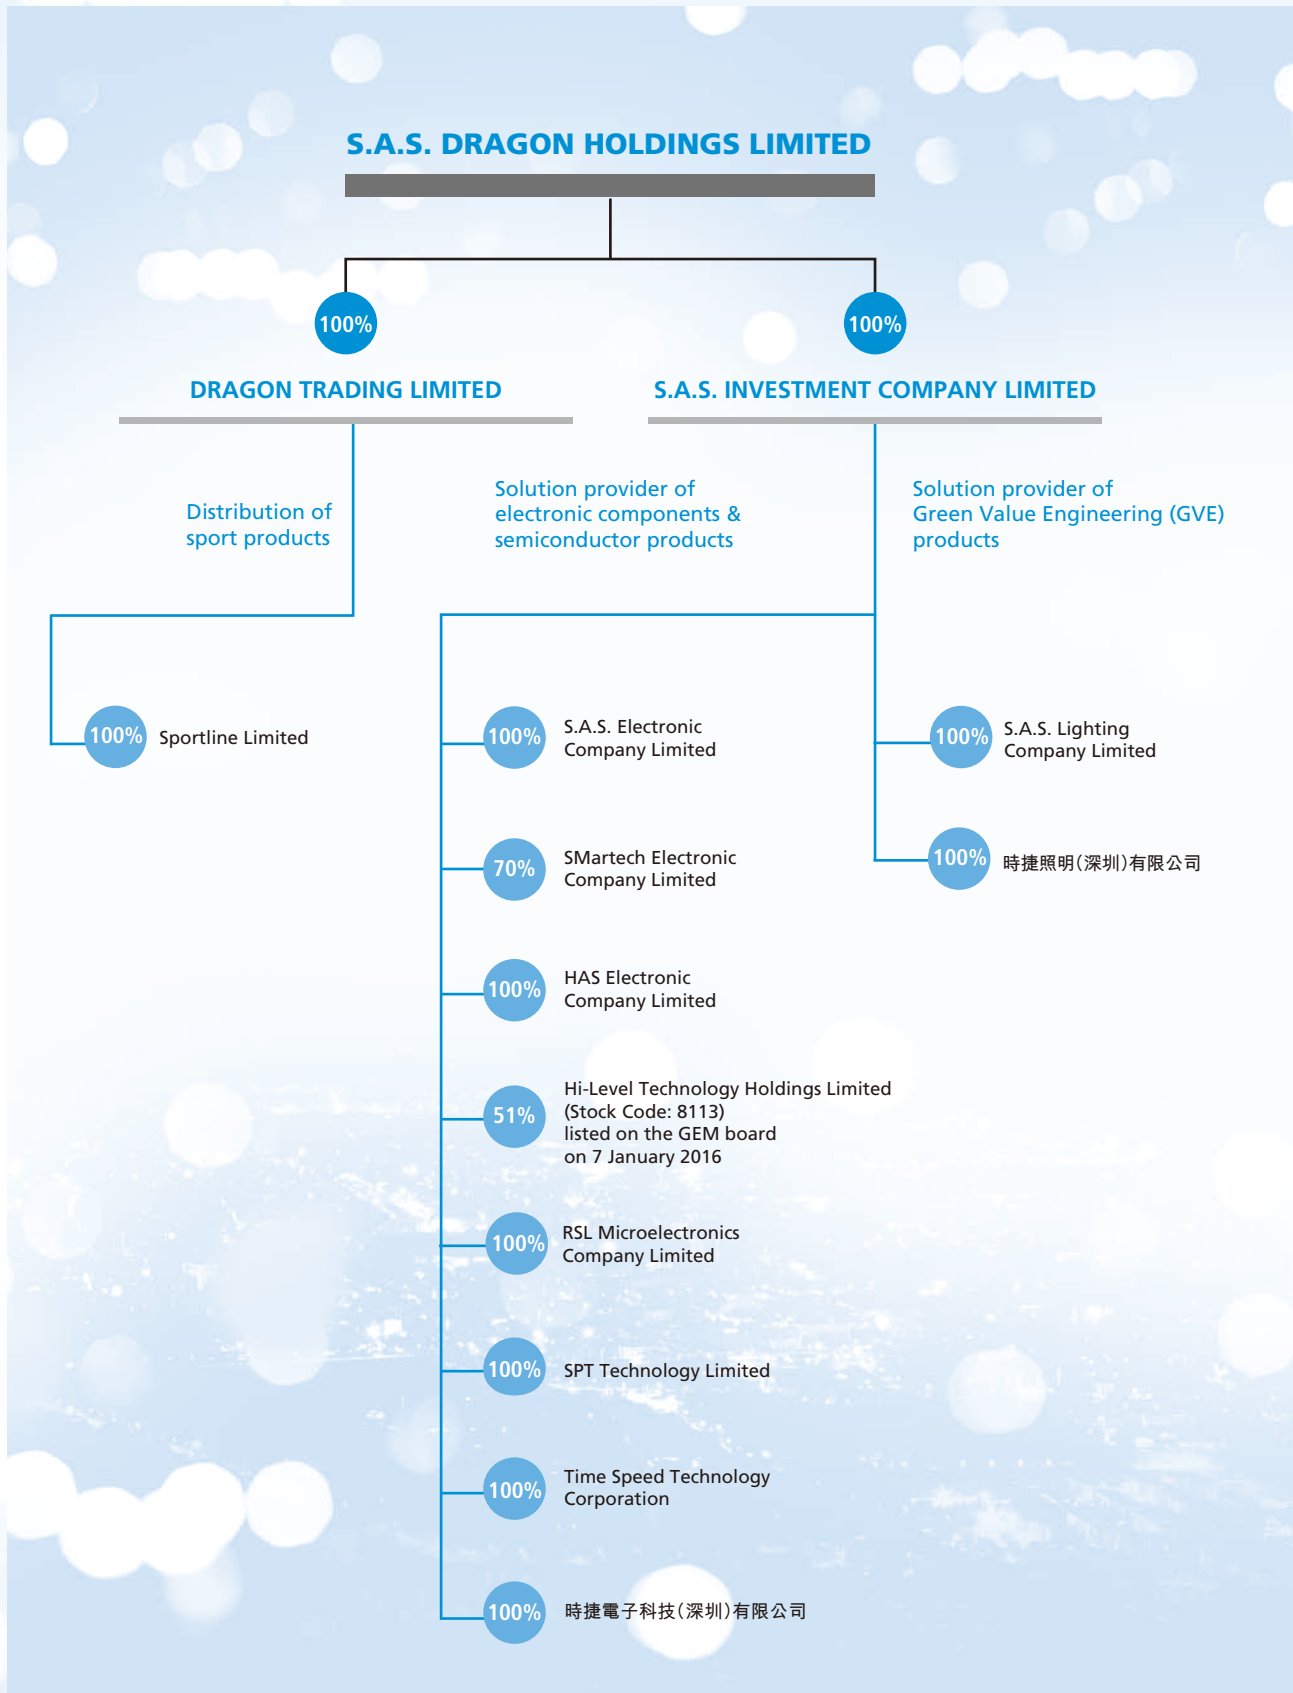 S.A.S. DRAGON HOLDINGS LIMITED
100%
100%
DRAGON TRADING LIMITED
S.A.S. INVESTMENT COMPANY LIMITED
Distribution of
sport products
Solution provider of
electronic components &
semiconductor products
Solution provider of
Green Value Engineering (GVE)
products
100%
Sportline Limited
100%
S.A.S. Electronic
Company Limited
70%
SMartech Electronic
Company Limited
100%
HAS Electronic
Company Limited
51%
Hi-Level Technology Holdings Limited
(Stock Code: 8113)
listed on the GEM board
on 7 January 2016
100%
RSL Microelectronics
Company Limited
100%
SPT Technology Limited
100%
Time Speed Technology
Corporation
100%
時捷電子科技(深圳)有限公司
100%
S.A.S. Lighting
Company Limited
100%
時捷照明(深圳)有限公司